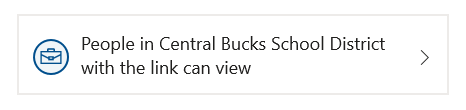 People in Central Bucks School District
with the link can view